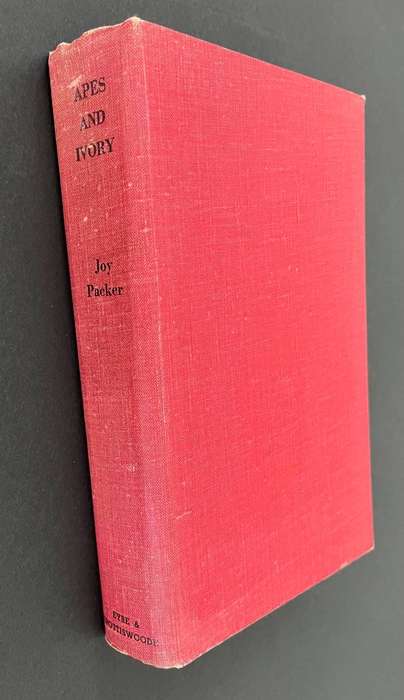 APES
AND
IVORY
Joy
Packer
EYRE &
SPOTTISWOODE